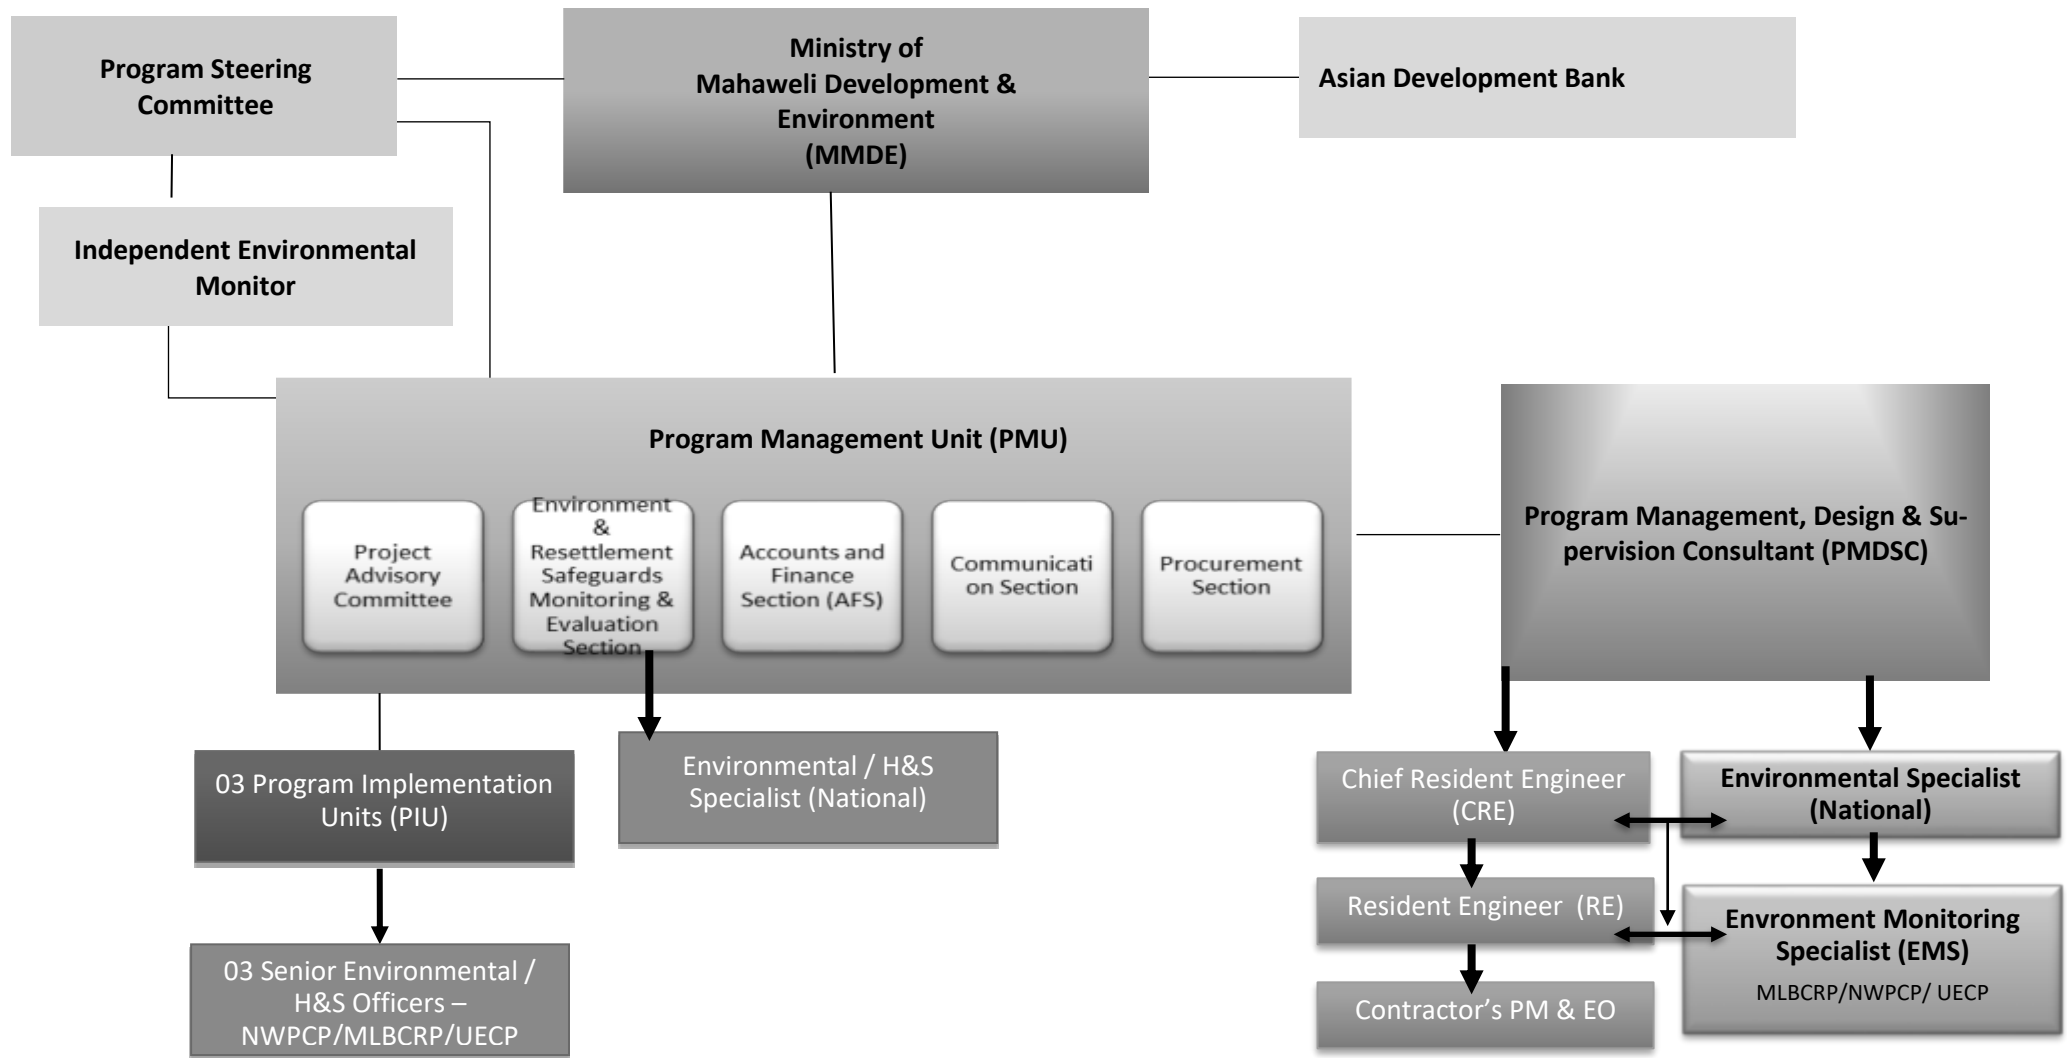 Program Steering
Committee
Ministry of
Mahaweli Development &
Environment
(MMDE)
Asian Development Bank
Independent Environmental
Monitor
Program Management Unit (PMU)
Project
Advisory
Committee
Environment
&
Resettlement
Safeguards
Monitoring &
Evaluation
Section
Accounts and
Finance
Section (AFS)
Communicati
on Section
Procurement
Section
Program Management, Design & Su-
pervision Consultant (PMDSC)
03 Program Implementation
Units (PIU)
Environmental / H&S
Specialist (National)
Chief Resident Engineer
(CRE)
Environmental Specialist
(National)
Resident Engineer  (RE)
Envronment Monitoring
Specialist (EMS)
MLBCRP/NWPCP/ UECP
03 Senior Environmental /
H&S Officers –
NWPCP/MLBCRP/UECP
Contractor’s PM & EO